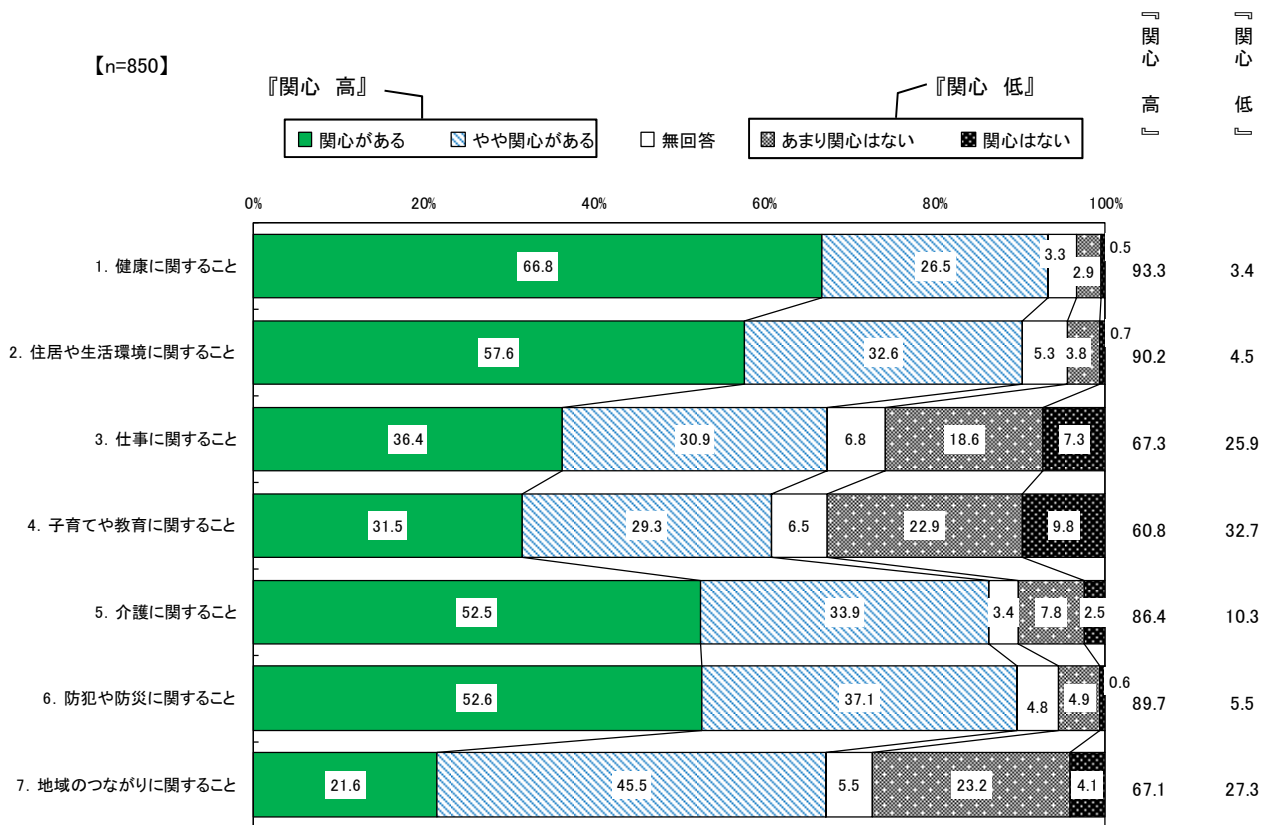 『関心 高』
『関心 低』
【n=850】
『関心 高』
『関心 低』
関心がある
やや関心がある
無回答
あまり関心はない
関心はない
0% 20% 40% 60% 80% 100%
1. 健康に関すること 66.8 26.5 3.3 2.9 0.5 93.3 3.4
2. 住居や生活環境に関すること 57.6 32.6 5.3 3.8 0.7 90.2 4.5
3. 仕事に関すること 36.4 30.9 6.8 18.6 7.3 67.3 25.9
4. 子育てや教育に関すること 31.5 29.3 6.5 22.9 9.8 60.8 32.7
5. 介護に関すること 52.5 33.9 3.4 7.8 2.5 86.4 10.3
6. 防犯や防災に関すること 52.6 37.1 4.8 4.9 0.6 89.7 5.5
7. 地域のつながりに関すること 21.6 45.5 5.5 23.2 4.1 67.1 27.3